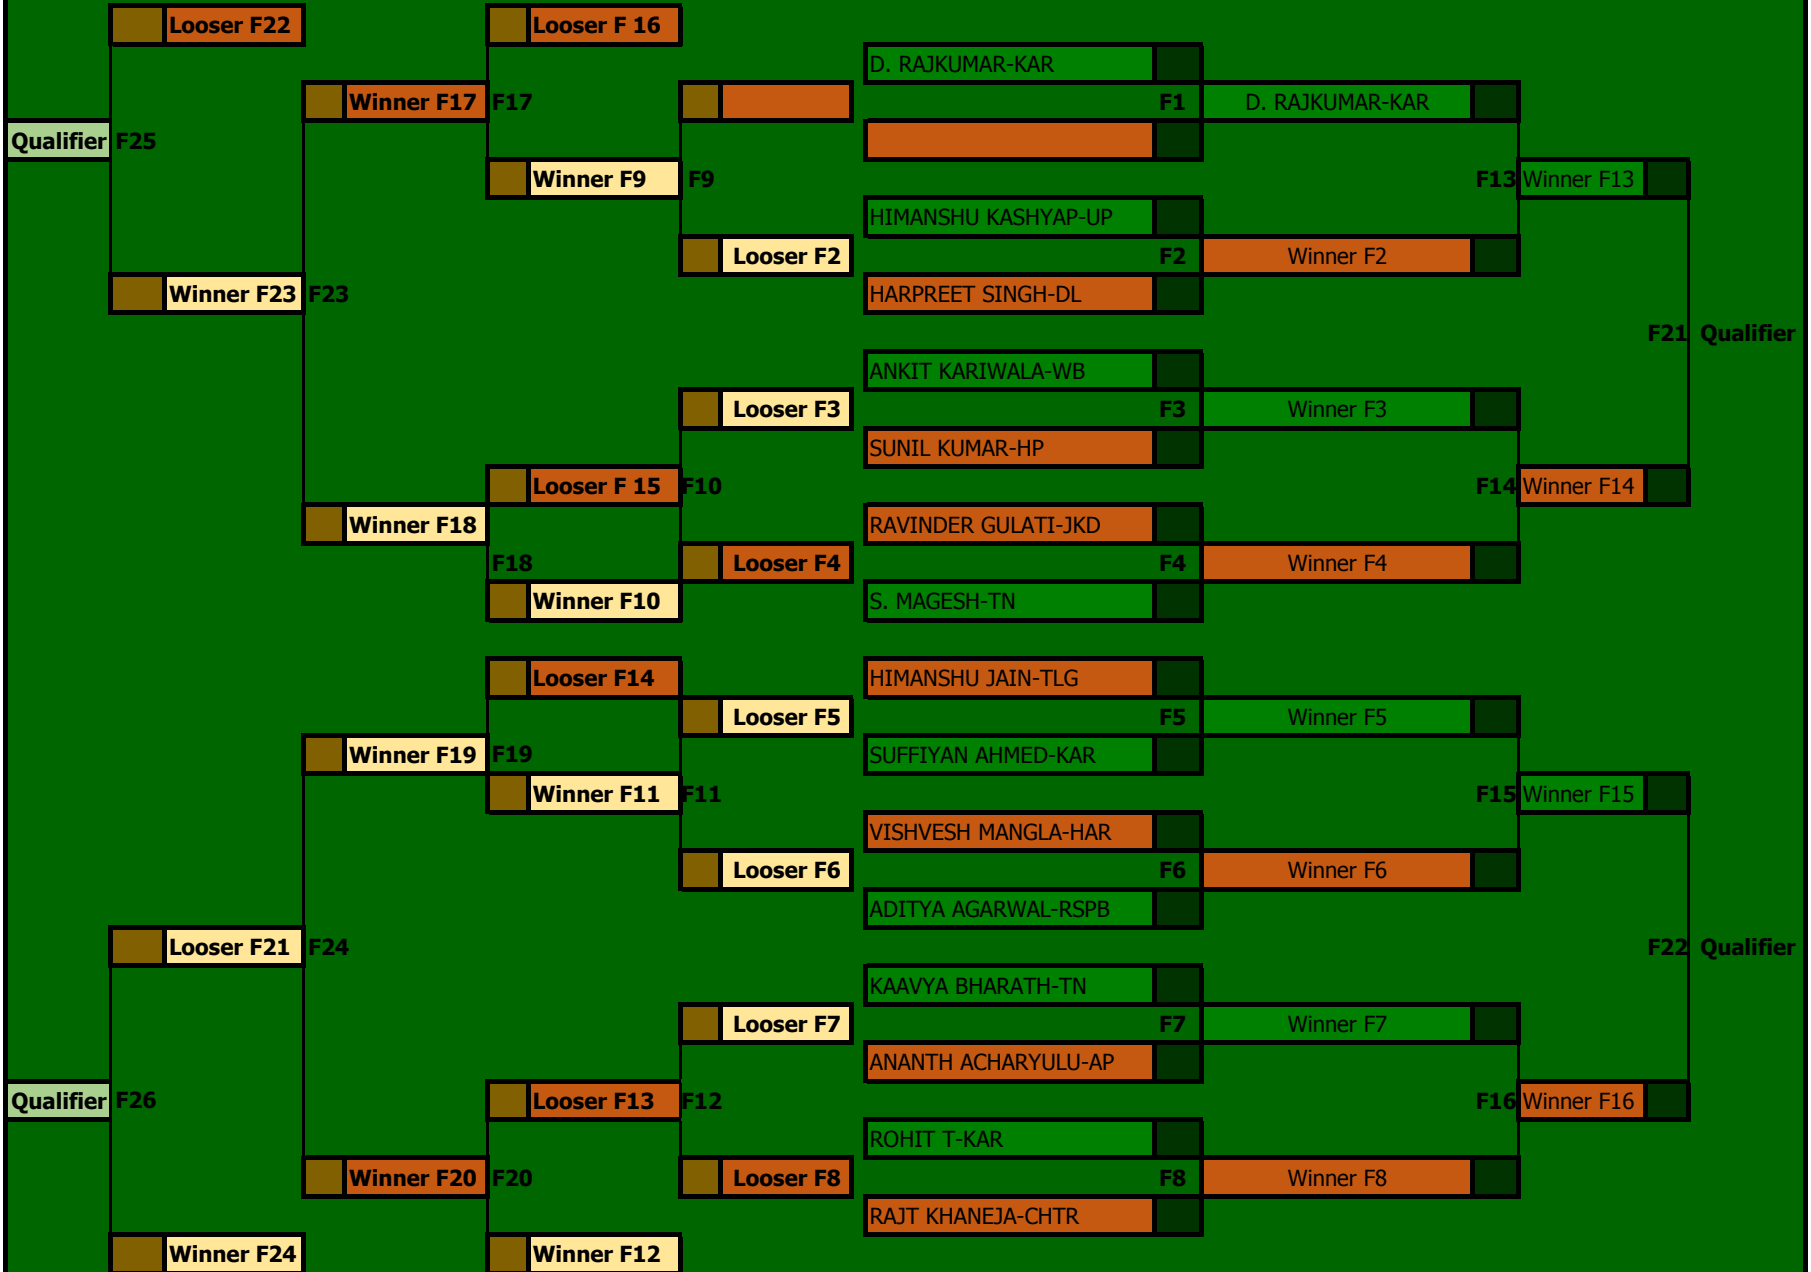 Looser F22
Looser F 16
D. RAJKUMAR-KAR
Winner F17
F17
F1
D. RAJKUMAR-KAR
Qualifier
F25
Winner F9
F9
F13
Winner F13
HIMANSHU KASHYAP-UP
Looser F2
F2
Winner F2
Winner F23
F23
HARPREET SINGH-DL
F21
Qualifier
ANKIT KARIWALA-WB
Looser F3
F3
Winner F3
SUNIL KUMAR-HP
Looser F 15
F10
F14
Winner F14
Winner F18
RAVINDER GULATI-JKD
F18
Looser F4
F4
Winner F4
Winner F10
S. MAGESH-TN
Looser F14
HIMANSHU JAIN-TLG
Looser F5
F5
Winner F5
Winner F19
F19
SUFFIYAN AHMED-KAR
Winner F11
F11
F15
Winner F15
VISHVESH MANGLA-HAR
Looser F6
F6
Winner F6
ADITYA AGARWAL-RSPB
Looser F21
F24
F22
Qualifier
KAAVYA BHARATH-TN
Looser F7
F7
Winner F7
ANANTH ACHARYULU-AP
Qualifier
F26
Looser F13
F12
F16
Winner F16
ROHIT T-KAR
Winner F20
F20
Looser F8
F8
Winner F8
RAJT KHANEJA-CHTR
Winner F24
Winner F12